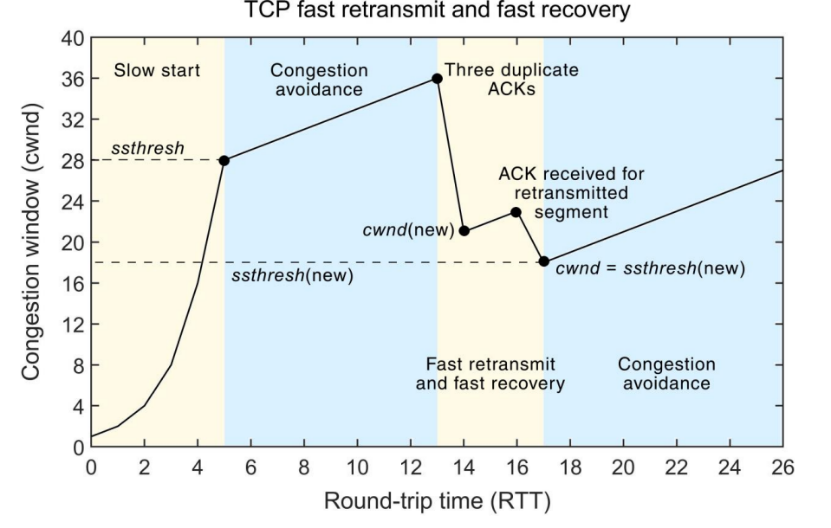 TCP fast retransmit and fast recovery
Congestion window (cwnd)
40
36
32
28
24
20
16
12
8
4
0
Slow start
Congestion
avoidance
Three duplicate
ACKs
ssthresh
ACK received for
retransmitted
segment
cwnd(new)
ssthresh(new)
cwnd = ssthresh(new)
Fast retransmit
and fast recovery
Congestion
avoidance
0 2 4 6 8 10 12 14 16 18 20 22 24 26
Round-trip time (RTT)